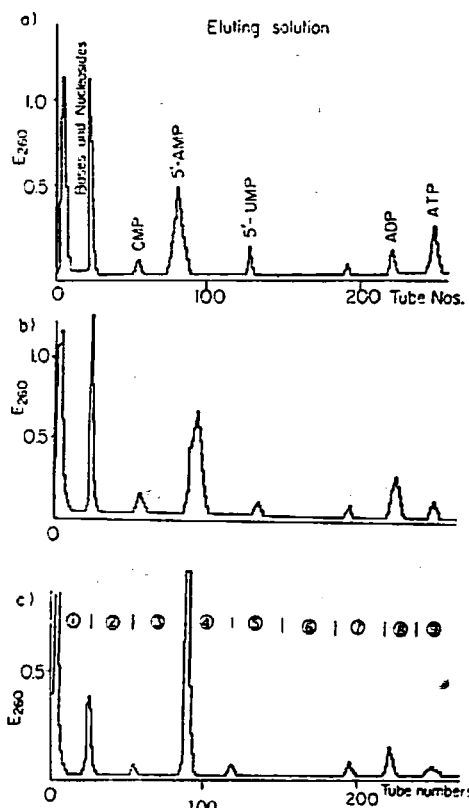 a)
Eluting solution
1.0
0.5
E260
Bases und Nucleosides
CMP
5'-AMP
5'-UMP
ADP
ATP
0
100
200
Tube Nos.
b)
1.0
0.5
E260
0
c)
① ② ③ ④ ⑤ ⑥ ⑦ ⑧ ⑨
0.5
E260
0
100
200
Tube numbers